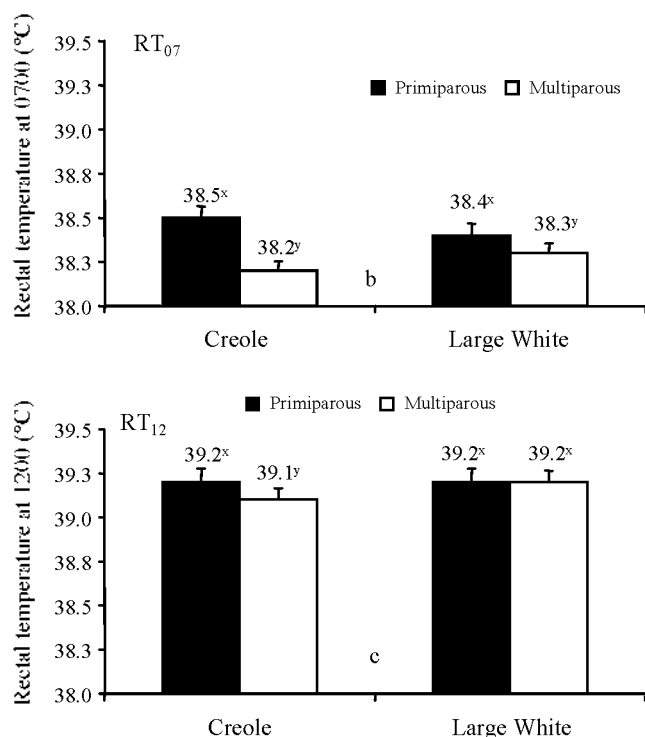 RT₀₇
Rectal temperature at 0700 (°C)
39.5
39.3
39.0
38.8
38.5
38.3
38.0
Primiparous Multiparous
38.5ˣ 38.2ʸ 38.4ˣ 38.3ʸ
b
Creole Large White
RT₁₂
Rectal temperature at 1200 (°C)
Primiparous Multiparous
39.5
39.3
39.0
38.8
38.5
38.3
38.0
39.2ˣ 39.1ʸ 39.2ˣ 39.2ˣ
c
Creole Large White